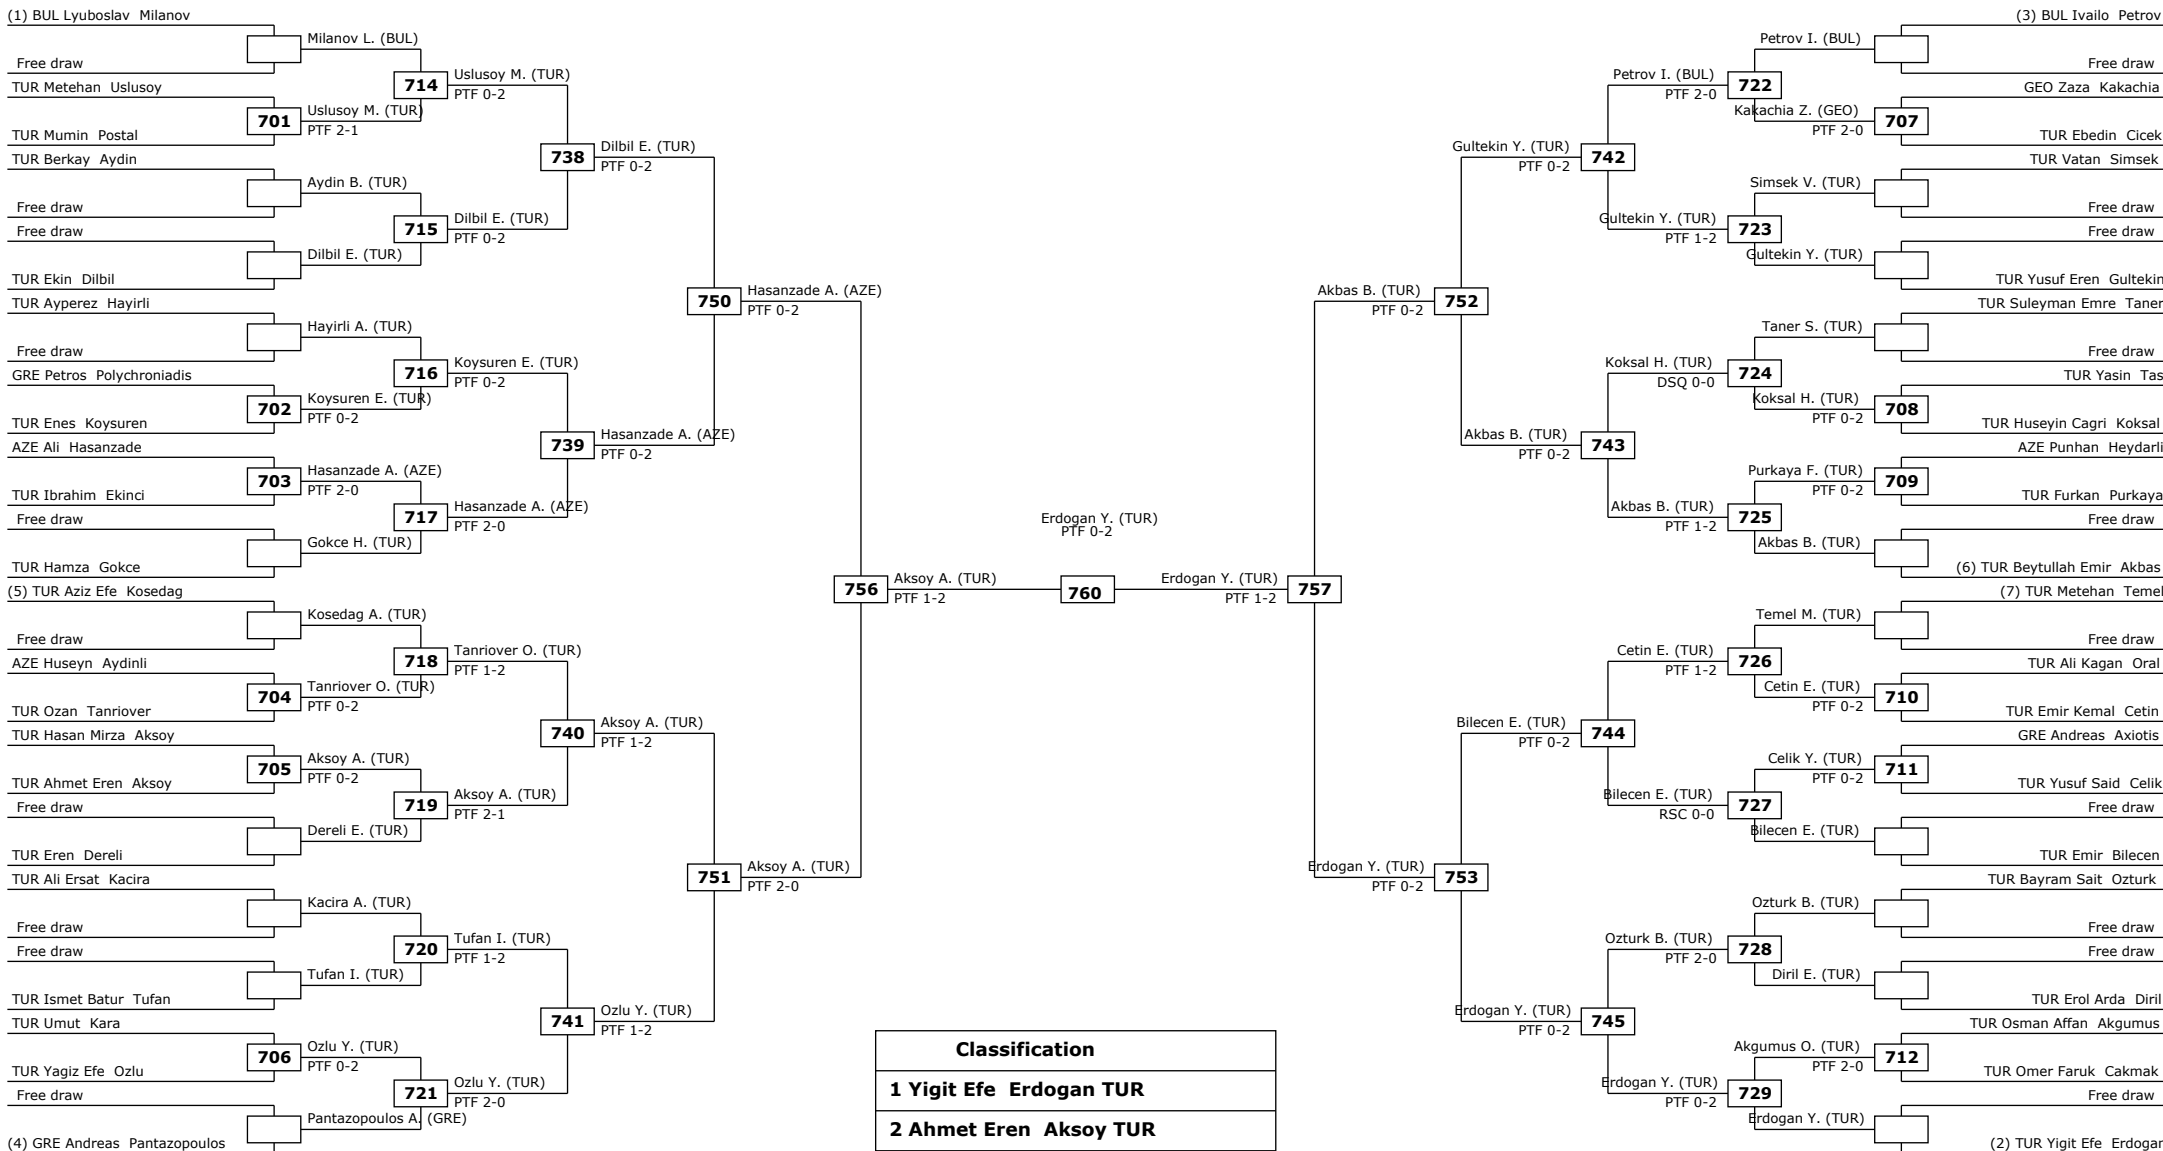 (1) BUL Lyuboslav Milanov
Milanov L. (BUL)
Free draw
714
Uslusoy M. (TUR)
PTF 0-2
TUR Metehan Uslusoy
701
Uslusoy M. (TUR)
PTF 2-1
TUR Mumin Postal
738
Dilbil E. (TUR)
PTF 0-2
TUR Berkay Aydin
Aydin B. (TUR)
Free draw
715
Dilbil E. (TUR)
PTF 0-2
Free draw
Dilbil E. (TUR)
TUR Ekin Dilbil
750
Hasanzade A. (AZE)
PTF 0-2
TUR Ayperez Hayirli
Hayirli A. (TUR)
Free draw
716
Koysuren E. (TUR)
PTF 0-2
GRE Petros Polychroniadis
702
Koysuren E. (TUR)
PTF 0-2
TUR Enes Koysuren
739
Hasanzade A. (AZE)
PTF 0-2
AZE Ali Hasanzade
703
Hasanzade A. (AZE)
PTF 2-0
TUR Ibrahim Ekinci
717
Hasanzade A. (AZE)
PTF 2-0
Free draw
Gokce H. (TUR)
TUR Hamza Gokce
756
Aksoy A. (TUR)
PTF 1-2
(5) TUR Aziz Efe Kosedag
Kosedag A. (TUR)
Free draw
718
Tanriover O. (TUR)
PTF 1-2
AZE Huseyn Aydinli
704
Tanriover O. (TUR)
PTF 0-2
TUR Ozan Tanriover
740
Aksoy A. (TUR)
PTF 1-2
TUR Hasan Mirza Aksoy
705
Aksoy A. (TUR)
PTF 0-2
TUR Ahmet Eren Aksoy
719
Aksoy A. (TUR)
PTF 2-1
Free draw
Dereli E. (TUR)
TUR Eren Dereli
751
Aksoy A. (TUR)
PTF 2-0
TUR Ali Ersat Kacira
Kacira A. (TUR)
Free draw
720
Tufan I. (TUR)
PTF 1-2
Free draw
Tufan I. (TUR)
TUR Ismet Batur Tufan
741
Ozlu Y. (TUR)
PTF 1-2
TUR Umut Kara
706
Ozlu Y. (TUR)
PTF 0-2
TUR Yagiz Efe Ozlu
721
Ozlu Y. (TUR)
PTF 2-0
Free draw
Pantazopoulos A. (GRE)
(4) GRE Andreas Pantazopoulos
Erdogan Y. (TUR)
PTF 0-2
760
Classification
1 Yigit Efe Erdogan TUR
2 Ahmet Eren Aksoy TUR
(3) BUL Ivailo Petrov
Petrov I. (BUL)
Free draw
Petrov I. (BUL)
PTF 2-0
722
GEO Zaza Kakachia
Kakachia Z. (GEO)
PTF 2-0
707
TUR Ebedin Cicek
Gultekin Y. (TUR)
PTF 0-2
742
TUR Vatan Simsek
Simsek V. (TUR)
Free draw
Gultekin Y. (TUR)
PTF 1-2
723
Free draw
Gultekin Y. (TUR)
TUR Yusuf Eren Gultekin
Akbas B. (TUR)
PTF 0-2
752
TUR Suleyman Emre Taner
Taner S. (TUR)
Free draw
Koksal H. (TUR)
DSQ 0-0
724
TUR Yasin Tas
Koksal H. (TUR)
PTF 0-2
708
TUR Huseyin Cagri Koksal
Akbas B. (TUR)
PTF 0-2
743
AZE Punhan Heydarli
Purkaya F. (TUR)
PTF 0-2
709
TUR Furkan Purkaya
Akbas B. (TUR)
PTF 1-2
725
Free draw
Akbas B. (TUR)
(6) TUR Beytullah Emir Akbas
Erdogan Y. (TUR)
PTF 1-2
757
(7) TUR Metehan Temel
Temel M. (TUR)
Free draw
Cetin E. (TUR)
PTF 1-2
726
TUR Ali Kagan Oral
Cetin E. (TUR)
PTF 0-2
710
TUR Emir Kemal Cetin
Bilecen E. (TUR)
PTF 0-2
744
GRE Andreas Axiotis
Celik Y. (TUR)
PTF 0-2
711
TUR Yusuf Said Celik
Bilecen E. (TUR)
RSC 0-0
727
Free draw
Bilecen E. (TUR)
TUR Emir Bilecen
Erdogan Y. (TUR)
PTF 0-2
753
TUR Bayram Sait Ozturk
Ozturk B. (TUR)
Free draw
Ozturk B. (TUR)
PTF 2-0
728
Free draw
Diril E. (TUR)
TUR Erol Arda Diril
Erdogan Y. (TUR)
PTF 0-2
745
TUR Osman Affan Akgumus
Akgumus O. (TUR)
PTF 2-0
712
TUR Omer Faruk Cakmak
Erdogan Y. (TUR)
PTF 0-2
729
Free draw
Erdogan Y. (TUR)
(2) TUR Yigit Efe Erdogan